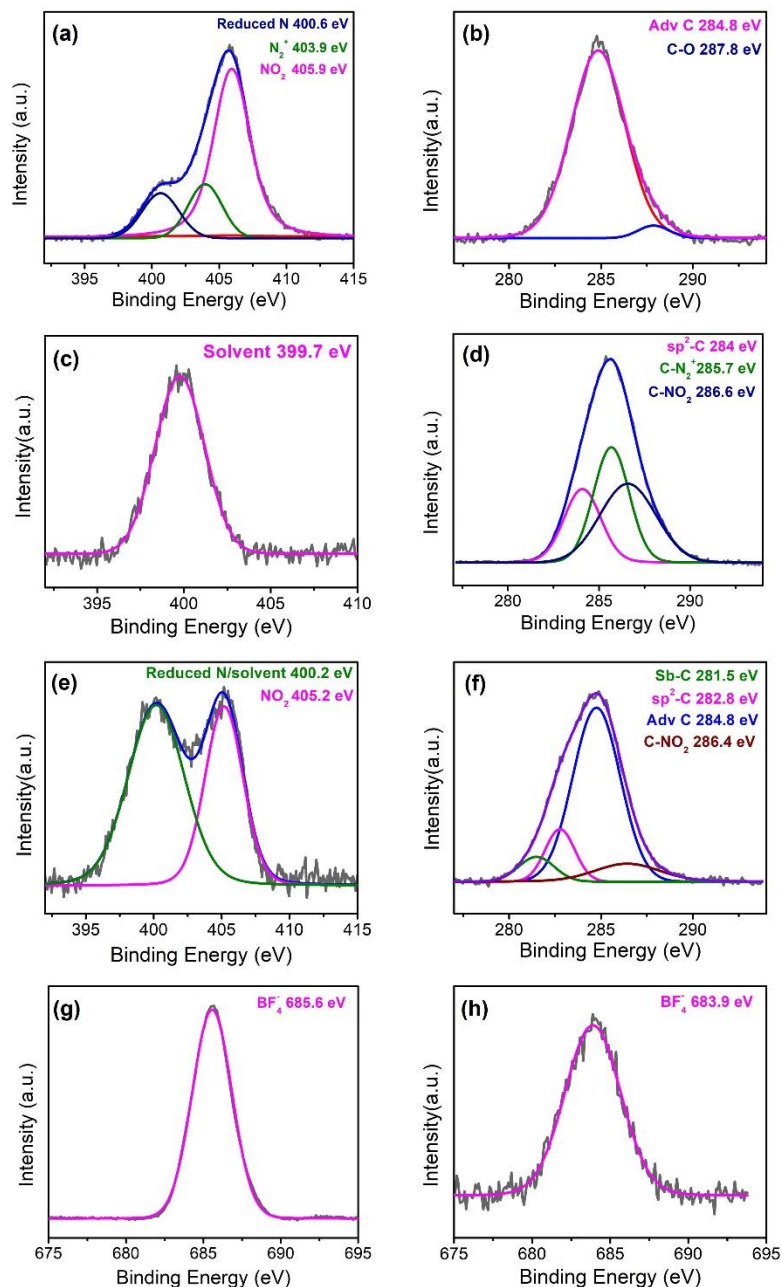 (a)
Reduced N 400.6 eV
N₂⁺ 403.9 eV
NO₂ 405.9 eV
Intensity (a.u.)
395 400 405 410 415
Binding Energy (eV)
(b)
Adv C 284.8 eV
C-O 287.8 eV
Intensity(a.u.)
280 285 290
Binding Energy (eV)
(c)
Solvent 399.7 eV
Intensity(a.u.)
395 400 405 410
Binding Energy (eV)
(d)
sp²-C 284 eV
C-N₂⁺285.7 eV
C-NO₂ 286.6 eV
Intensity(a.u.)
280 285 290
Binding Energy (eV)
(e)
Reduced N/solvent 400.2 eV
NO₂ 405.2 eV
Intensity(a.u.)
395 400 405 410 415
Binding Energy (eV)
(f)
Sb-C 281.5 eV
sp²-C 282.8 eV
Adv C 284.8 eV
C-NO₂ 286.4 eV
Intensity(a.u.)
280 285 290
Binding Energy (eV)
(g)
BF₄⁻ 685.6 eV
Intensity (a.u.)
675 680 685 690 695
Binding Energy (eV)
(h)
BF₄⁻ 683.9 eV
Intensity(a.u.)
675 680 685 690 695
Binding Energy (eV)